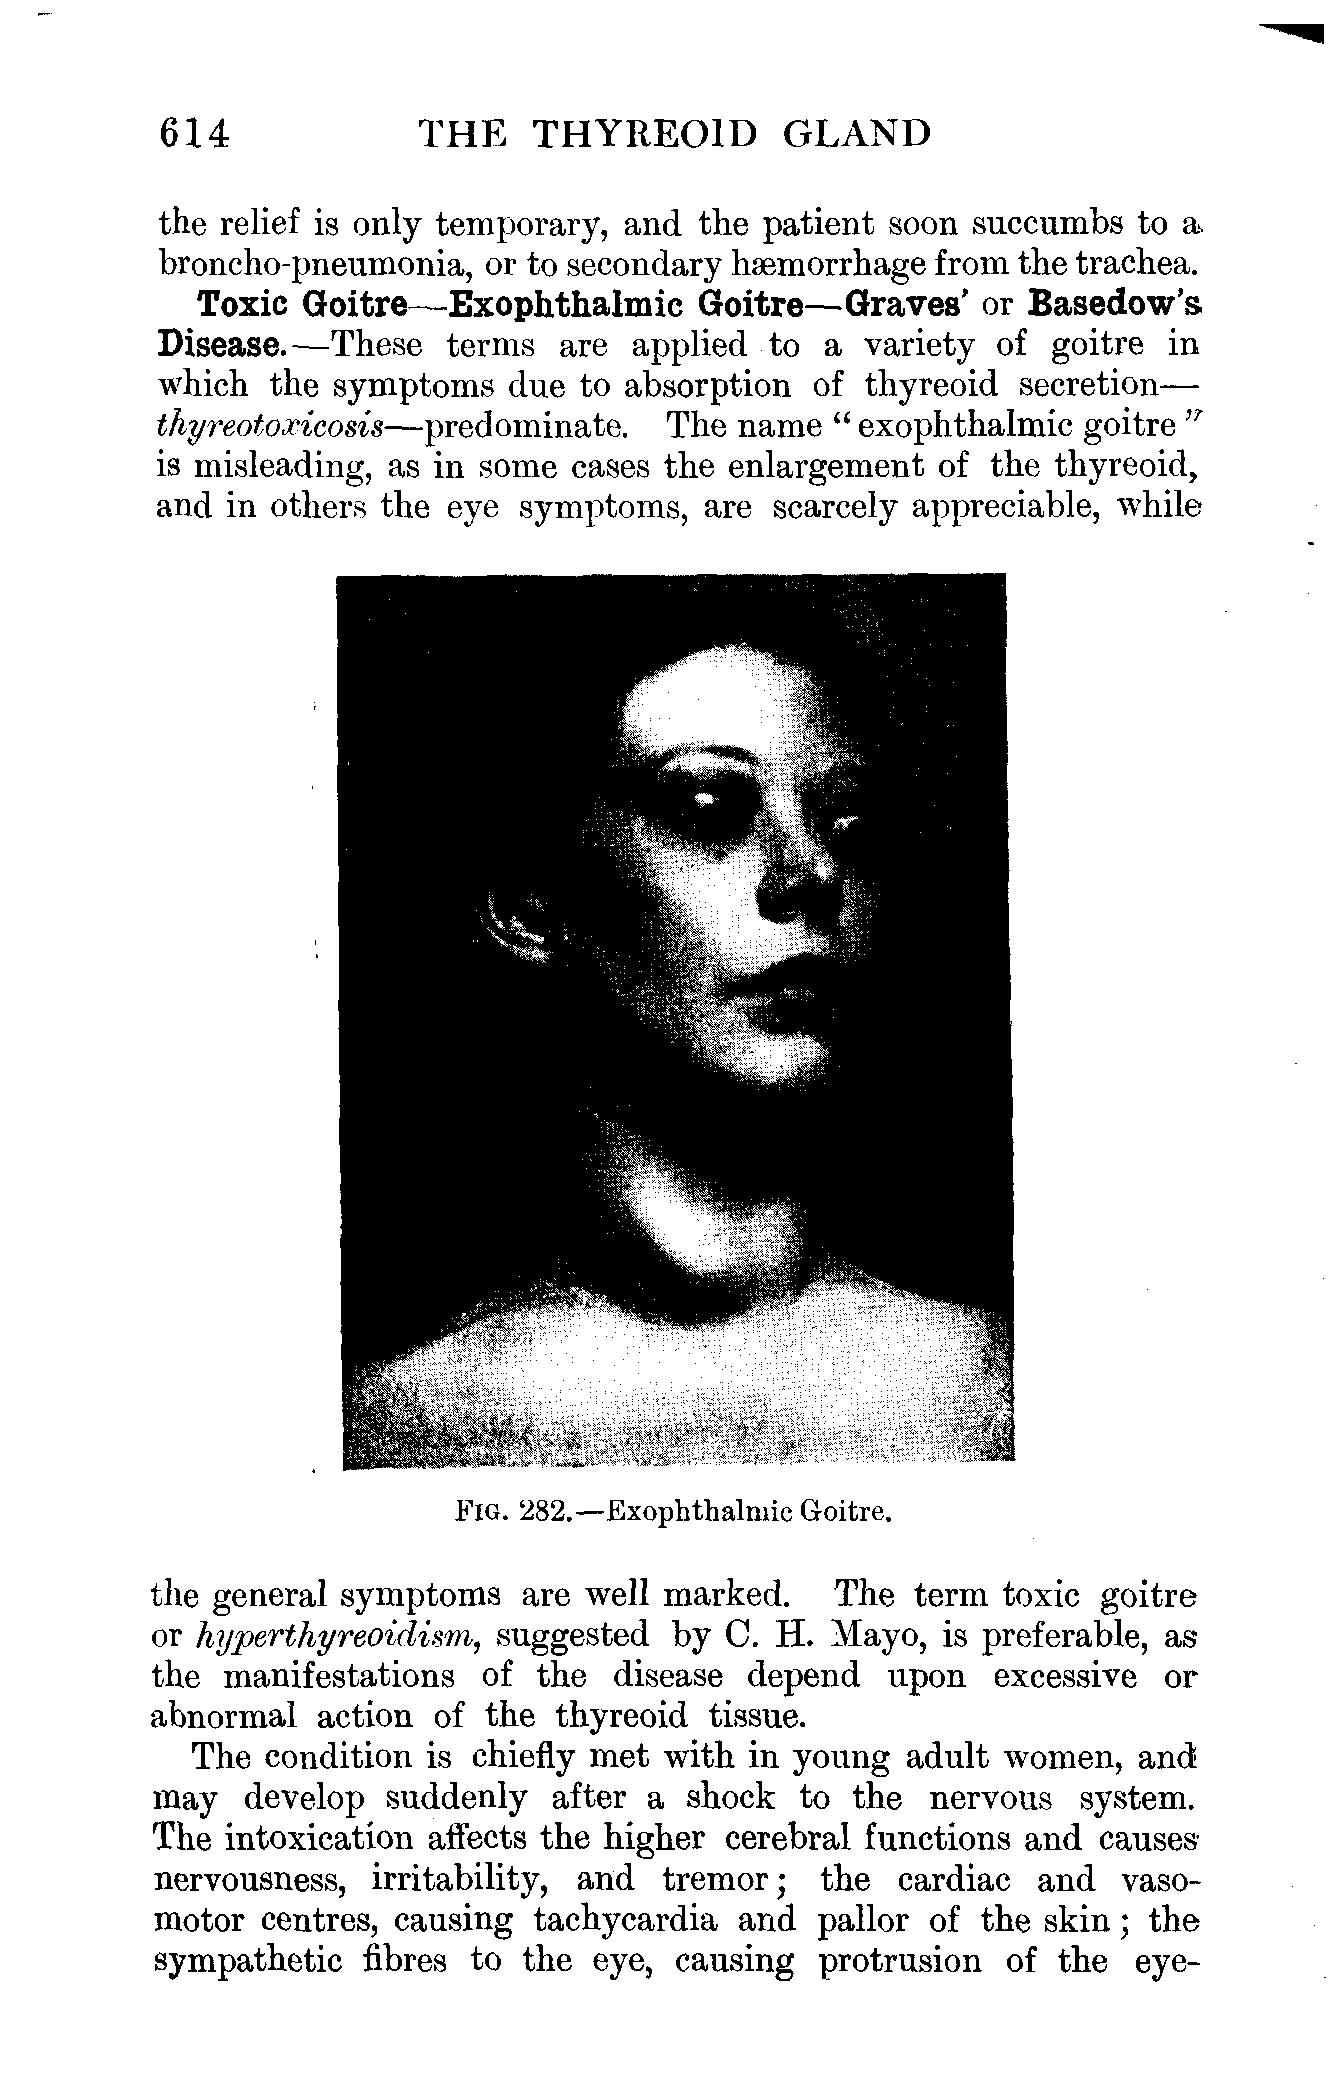 614 THE THYREOID GLAND
the relief is only temporary, and the patient soon succumbs to a
broncho-pneumonia, or to secondary hæmorrhage from the trachea.
Toxic Goitre—Exophthalmic Goitre—Graves' or Basedow's
Disease.—These terms are applied to a variety of goitre in
which the symptoms due to absorption of thyreoid secretion—
thyreotoxicosis—predominate. The name “exophthalmic goitre”
is misleading, as in some cases the enlargement of the thyreoid,
and in others the eye symptoms, are scarcely appreciable, while
FIG. 282.—Exophthalmic Goitre.
the general symptoms are well marked. The term toxic goitre
or hyperthyreoidism, suggested by C. H. Mayo, is preferable, as
the manifestations of the disease depend upon excessive or
abnormal action of the thyreoid tissue.
The condition is chiefly met with in young adult women, and
may develop suddenly after a shock to the nervous system.
The intoxication affects the higher cerebral functions and causes
nervousness, irritability, and tremor; the cardiac and vaso-
motor centres, causing tachycardia and pallor of the skin; the
sympathetic fibres to the eye, causing protrusion of the eye-